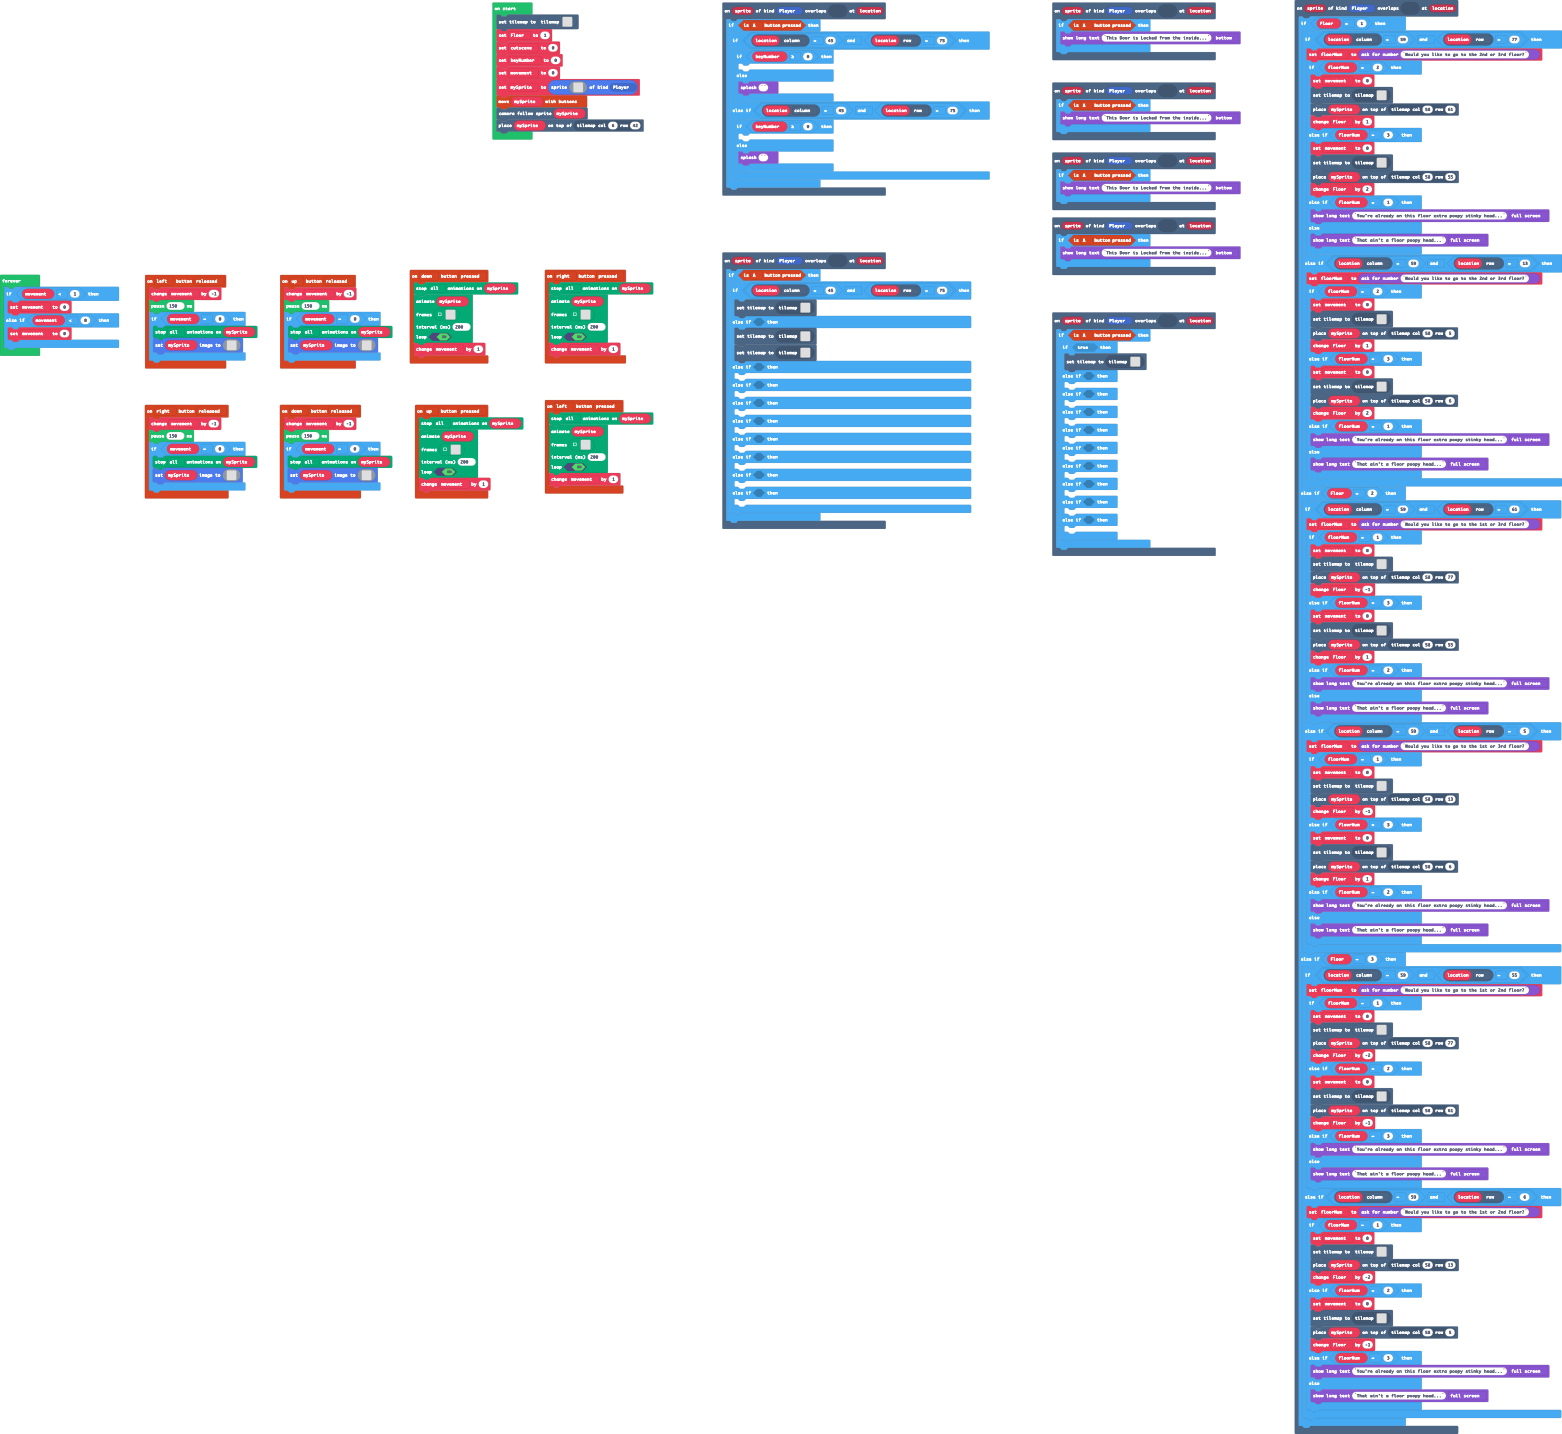 on start
set tilemap to tilemap
set Floor to 1
set cutscene to 0
set keyNumber to 0
set movement to 0
set mySprite to sprite of kind Player
move mySprite with buttons
camera follow sprite mySprite
place mySprite on top of tilemap col 6 row 42
on sprite of kind Player overlaps at location
if is A button pressed then
if location column = 45 and location row = 75 then
if keyNumber ≥ 0 then
else
splash
else if location column = 45 and location row = 75 then
if keyNumber ≥ 0 then
else
splash
on sprite of kind Player overlaps at location
if is A button pressed then
if location column = 45 and location row = 75 then
set tilemap to tilemap
else if then
set tilemap to tilemap
set tilemap to tilemap
else if then
else if then
else if then
else if then
else if then
else if then
else if then
else if then
on sprite of kind Player overlaps at location
if is A button pressed then
show long text This Door is Locked from the inside... bottom
on sprite of kind Player overlaps at location
if is A button pressed then
show long text This Door is Locked from the inside... bottom
on sprite of kind Player overlaps at location
if is A button pressed then
show long text This Door is Locked from the inside... bottom
on sprite of kind Player overlaps at location
if is A button pressed then
show long text This Door is Locked from the inside... bottom
on sprite of kind Player overlaps at location
if is A button pressed then
if true then
set tilemap to tilemap
else if then
else if then
else if then
else if then
else if then
else if then
else if then
else if then
else if then
forever
if movement < 1 then
set movement to 0
else if movement < 0 then
set movement to 0
on left button released
change movement by -1
pause 150 ms
if movement = 0 then
stop all animations on mySprite
set mySprite image to
on up button released
change movement by -1
pause 150 ms
if movement = 0 then
stop all animations on mySprite
set mySprite image to
on down button pressed
stop all animations on mySprite
animate mySprite
frames
interval (ms) 200
loop
change movement by 1
on right button pressed
stop all animations on mySprite
animate mySprite
frames
interval (ms) 200
loop
change movement by 1
on right button released
change movement by -1
pause 150 ms
if movement = 0 then
stop all animations on mySprite
set mySprite image to
on down button released
change movement by -1
pause 150 ms
if movement = 0 then
stop all animations on mySprite
set mySprite image to
on up button pressed
stop all animations on mySprite
animate mySprite
frames
interval (ms) 200
loop
change movement by 1
on left button pressed
stop all animations on mySprite
animate mySprite
frames
interval (ms) 200
loop
change movement by 1
on sprite of kind Player overlaps at location
if Floor = 1 then
if location column = 59 and location row = 77 then
set floorNum to ask for number Would you like to go to the 2nd or 3rd floor?
if floorNum = 2 then
set movement to 0
set tilemap to tilemap
place mySprite on top of tilemap col 58 row 61
change Floor by 1
else if floorNum = 3 then
set movement to 0
set tilemap to tilemap
place mySprite on top of tilemap col 58 row 55
change Floor by 2
else if floorNum = 1 then
show long text You're already on this floor extra poopy stinky head... full screen
else
show long text That ain't a floor poopy head... full screen
else if location column = 59 and location row = 13 then
set floorNum to ask for number Would you like to go to the 2nd or 3rd floor?
if floorNum = 2 then
set movement to 0
set tilemap to tilemap
place mySprite on top of tilemap col 58 row 5
change Floor by 1
else if floorNum = 3 then
set movement to 0
set tilemap to tilemap
place mySprite on top of tilemap col 58 row 6
change Floor by 2
else if floorNum = 1 then
show long text You're already on this floor extra poopy stinky head... full screen
else
show long text That ain't a floor poopy head... full screen
else if Floor = 2 then
if location column = 59 and location row = 61 then
set floorNum to ask for number Would you like to go to the 1st or 3rd floor?
if floorNum = 1 then
set movement to 0
set tilemap to tilemap
place mySprite on top of tilemap col 58 row 77
change Floor by -1
else if floorNum = 3 then
set movement to 0
set tilemap to tilemap
place mySprite on top of tilemap col 58 row 55
change Floor by 1
else if floorNum = 2 then
show long text You're already on this floor extra poopy stinky head... full screen
else
show long text That ain't a floor poopy head... full screen
else if location column = 59 and location row = 5 then
set floorNum to ask for number Would you like to go to the 1st or 3rd floor?
if floorNum = 1 then
set movement to 0
set tilemap to tilemap
place mySprite on top of tilemap col 58 row 13
change Floor by -1
else if floorNum = 3 then
set movement to 0
set tilemap to tilemap
place mySprite on top of tilemap col 58 row 6
change Floor by 1
else if floorNum = 2 then
show long text You're already on this floor extra poopy stinky head... full screen
else
show long text That ain't a floor poopy head... full screen
else if Floor = 3 then
if location column = 59 and location row = 55 then
set floorNum to ask for number Would you like to go to the 1st or 2nd floor?
if floorNum = 1 then
set movement to 0
set tilemap to tilemap
place mySprite on top of tilemap col 58 row 77
change Floor by -2
else if floorNum = 2 then
set movement to 0
set tilemap to tilemap
place mySprite on top of tilemap col 58 row 61
change Floor by -1
else if floorNum = 3 then
show long text You're already on this floor extra poopy stinky head... full screen
else
show long text That ain't a floor poopy head... full screen
else if location column = 59 and location row = 6 then
set floorNum to ask for number Would you like to go to the 1st or 2nd floor?
if floorNum = 1 then
set movement to 0
set tilemap to tilemap
place mySprite on top of tilemap col 58 row 13
change Floor by -2
else if floorNum = 2 then
set movement to 0
set tilemap to tilemap
place mySprite on top of tilemap col 58 row 5
change Floor by -1
else if floorNum = 3 then
show long text You're already on this floor extra poopy stinky head... full screen
else
show long text That ain't a floor poopy head... full screen